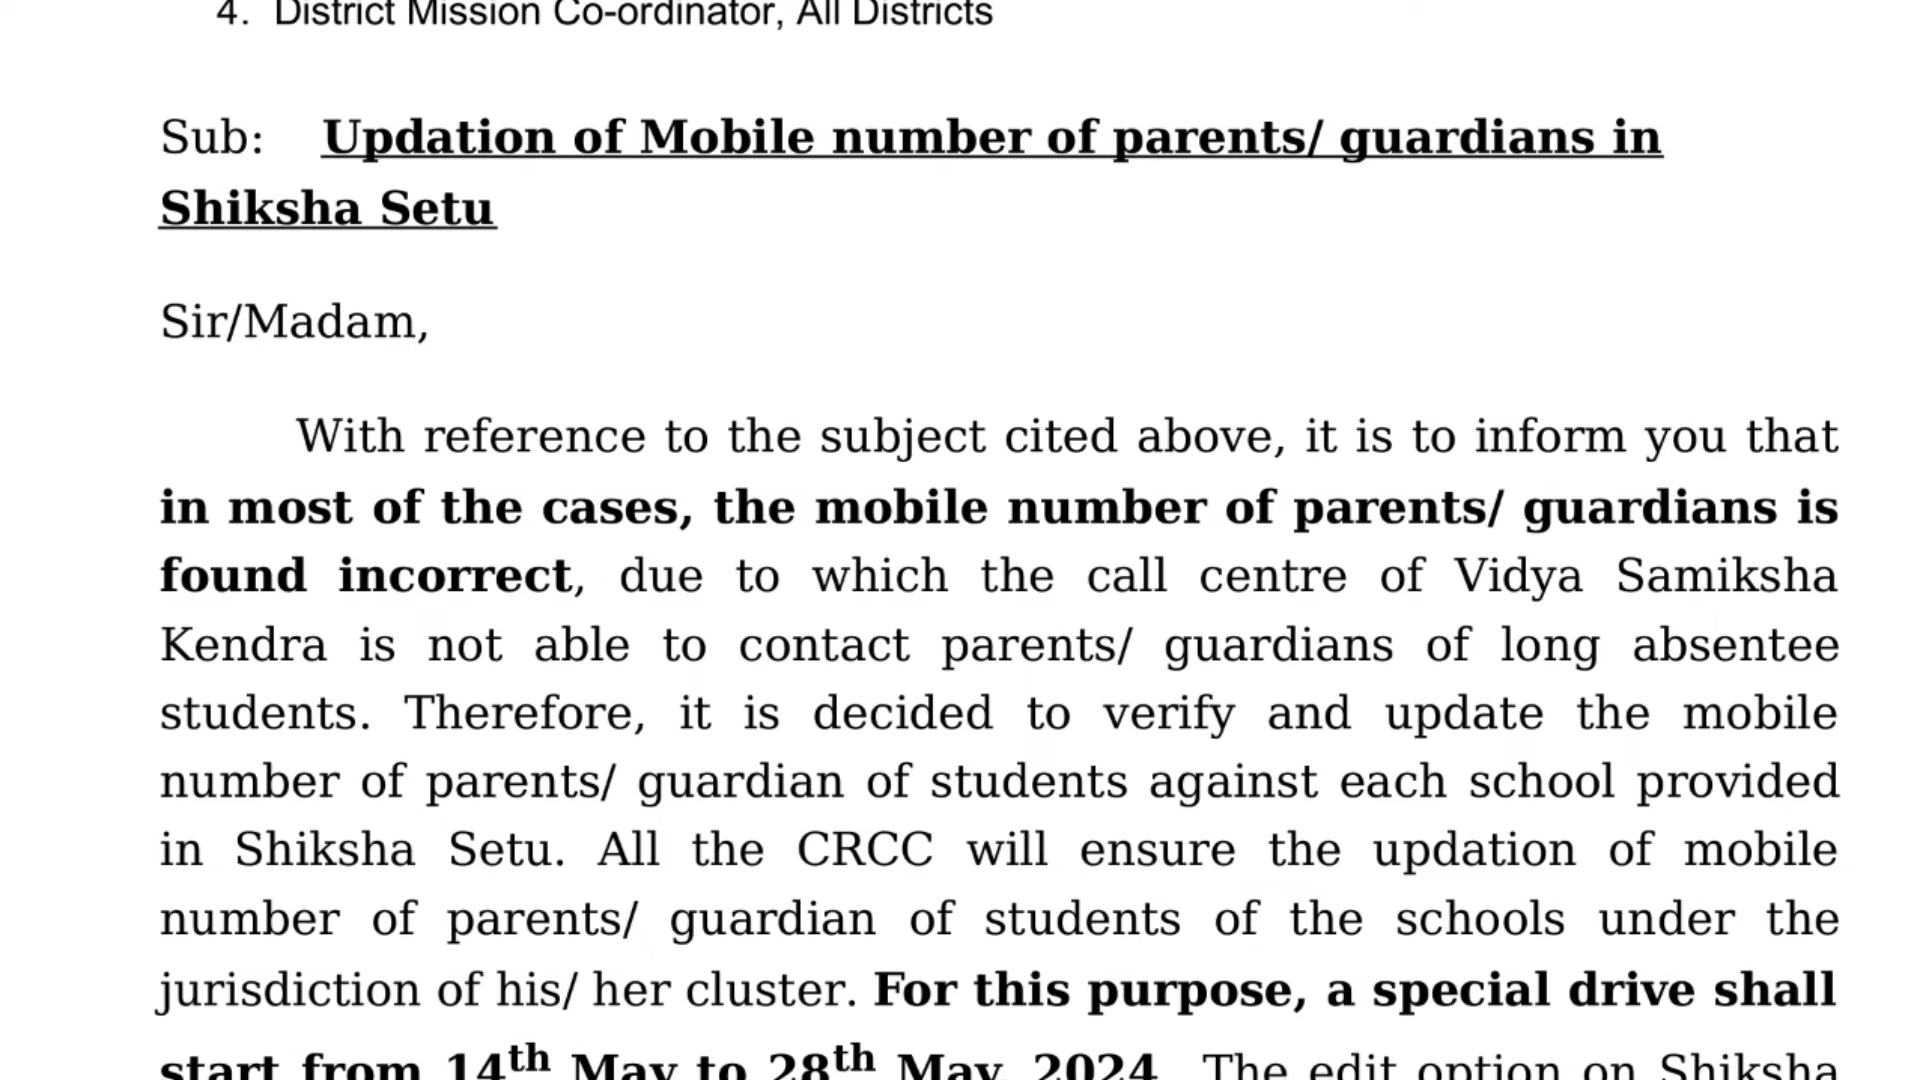 4. District Mission Co-ordinator, All Districts
Sub: Updation of Mobile number of parents/ guardians in
Shiksha Setu
Sir/Madam,
With reference to the subject cited above, it is to inform you that
in most of the cases, the mobile number of parents/ guardians is
found incorrect, due to which the call centre of Vidya Samiksha
Kendra is not able to contact parents/ guardians of long absentee
students. Therefore, it is decided to verify and update the mobile
number of parents/ guardian of students against each school provided
in Shiksha Setu. All the CRCC will ensure the updation of mobile
number of parents/ guardian of students of the schools under the
jurisdiction of his/ her cluster. For this purpose, a special drive shall
start from 14th May to 28th May, 2024. The edit option on Shiksha